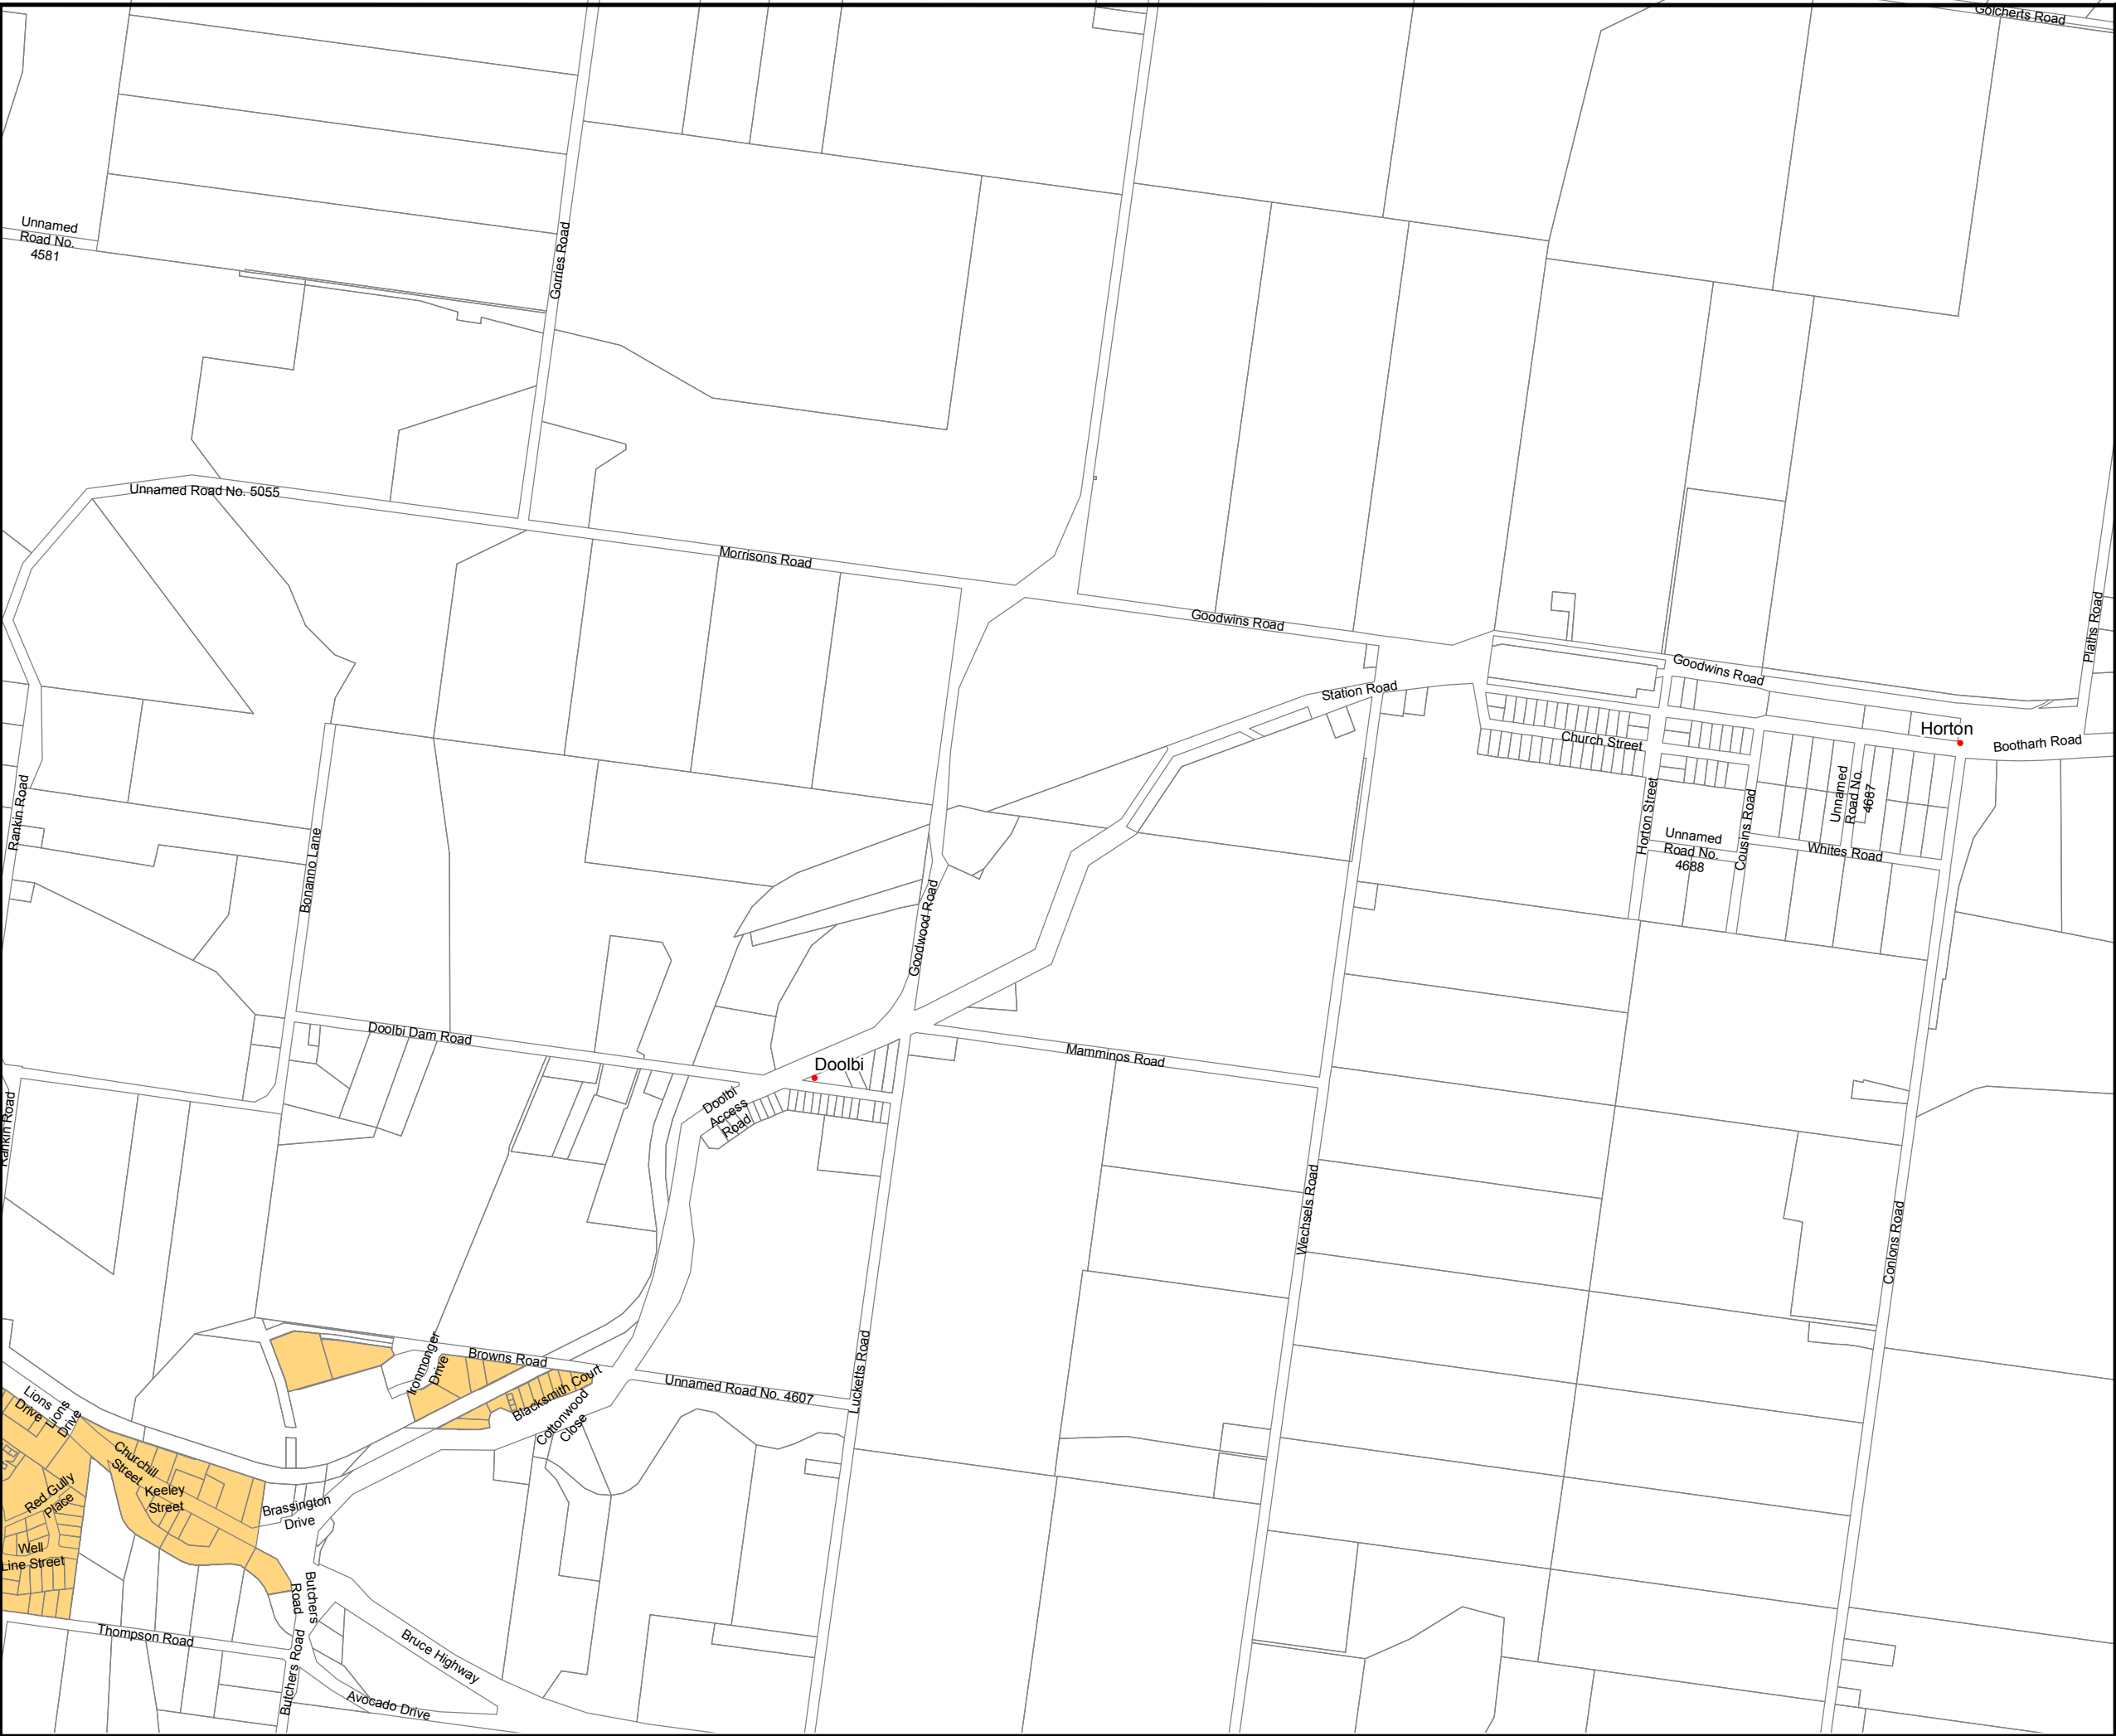 Golcherts Road
Unnamed
Road No.
4581
Gorries Road
Unnamed Road No. 5055
Morrisons Road
Goodwins Road
Plaths Road
Goodwins Road
Station Road
Horton
Bootharh Road
Church Street
Rankin Road
Horton Street
Cousins Road
Unnamed
Road No.
4687
Unnamed
Road No.
4688
Whites Road
Bonanno Lane
Goodwood Road
Doolbi Dam Road
Mamminos Road
Doolbi
Doolbi
Access
Road
Rankin Road
Wechsels Road
Conlons Road
Ironmonger
Drive
Browns Road
Lucketts Road
Blacksmith Court
Unnamed Road No. 4607
Cottonwood
Close
Lions
Drive
Lions
Drive
Churchill
Street
Red Gully
Place
Keeley
Street
Brassington
Drive
Well
Line Street
Butchers
Road
Thompson Road
Butchers Road
Bruce Highway
Avocado Drive